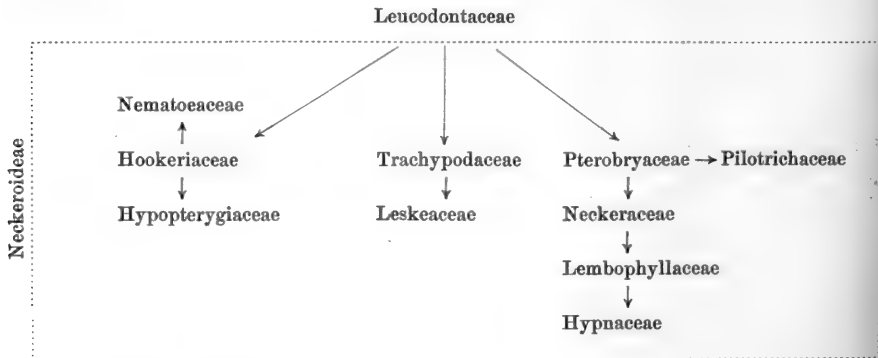 Leucodontaceae
Neckeroideae
Nematoeaceae
Hookeriaceae Trachypodaceae Pterobryaceae → Pilotrichaceae
Hypopterygiaceae Leskeaceae Neckeraceae
Lembophyllaceae
Hypnaceae